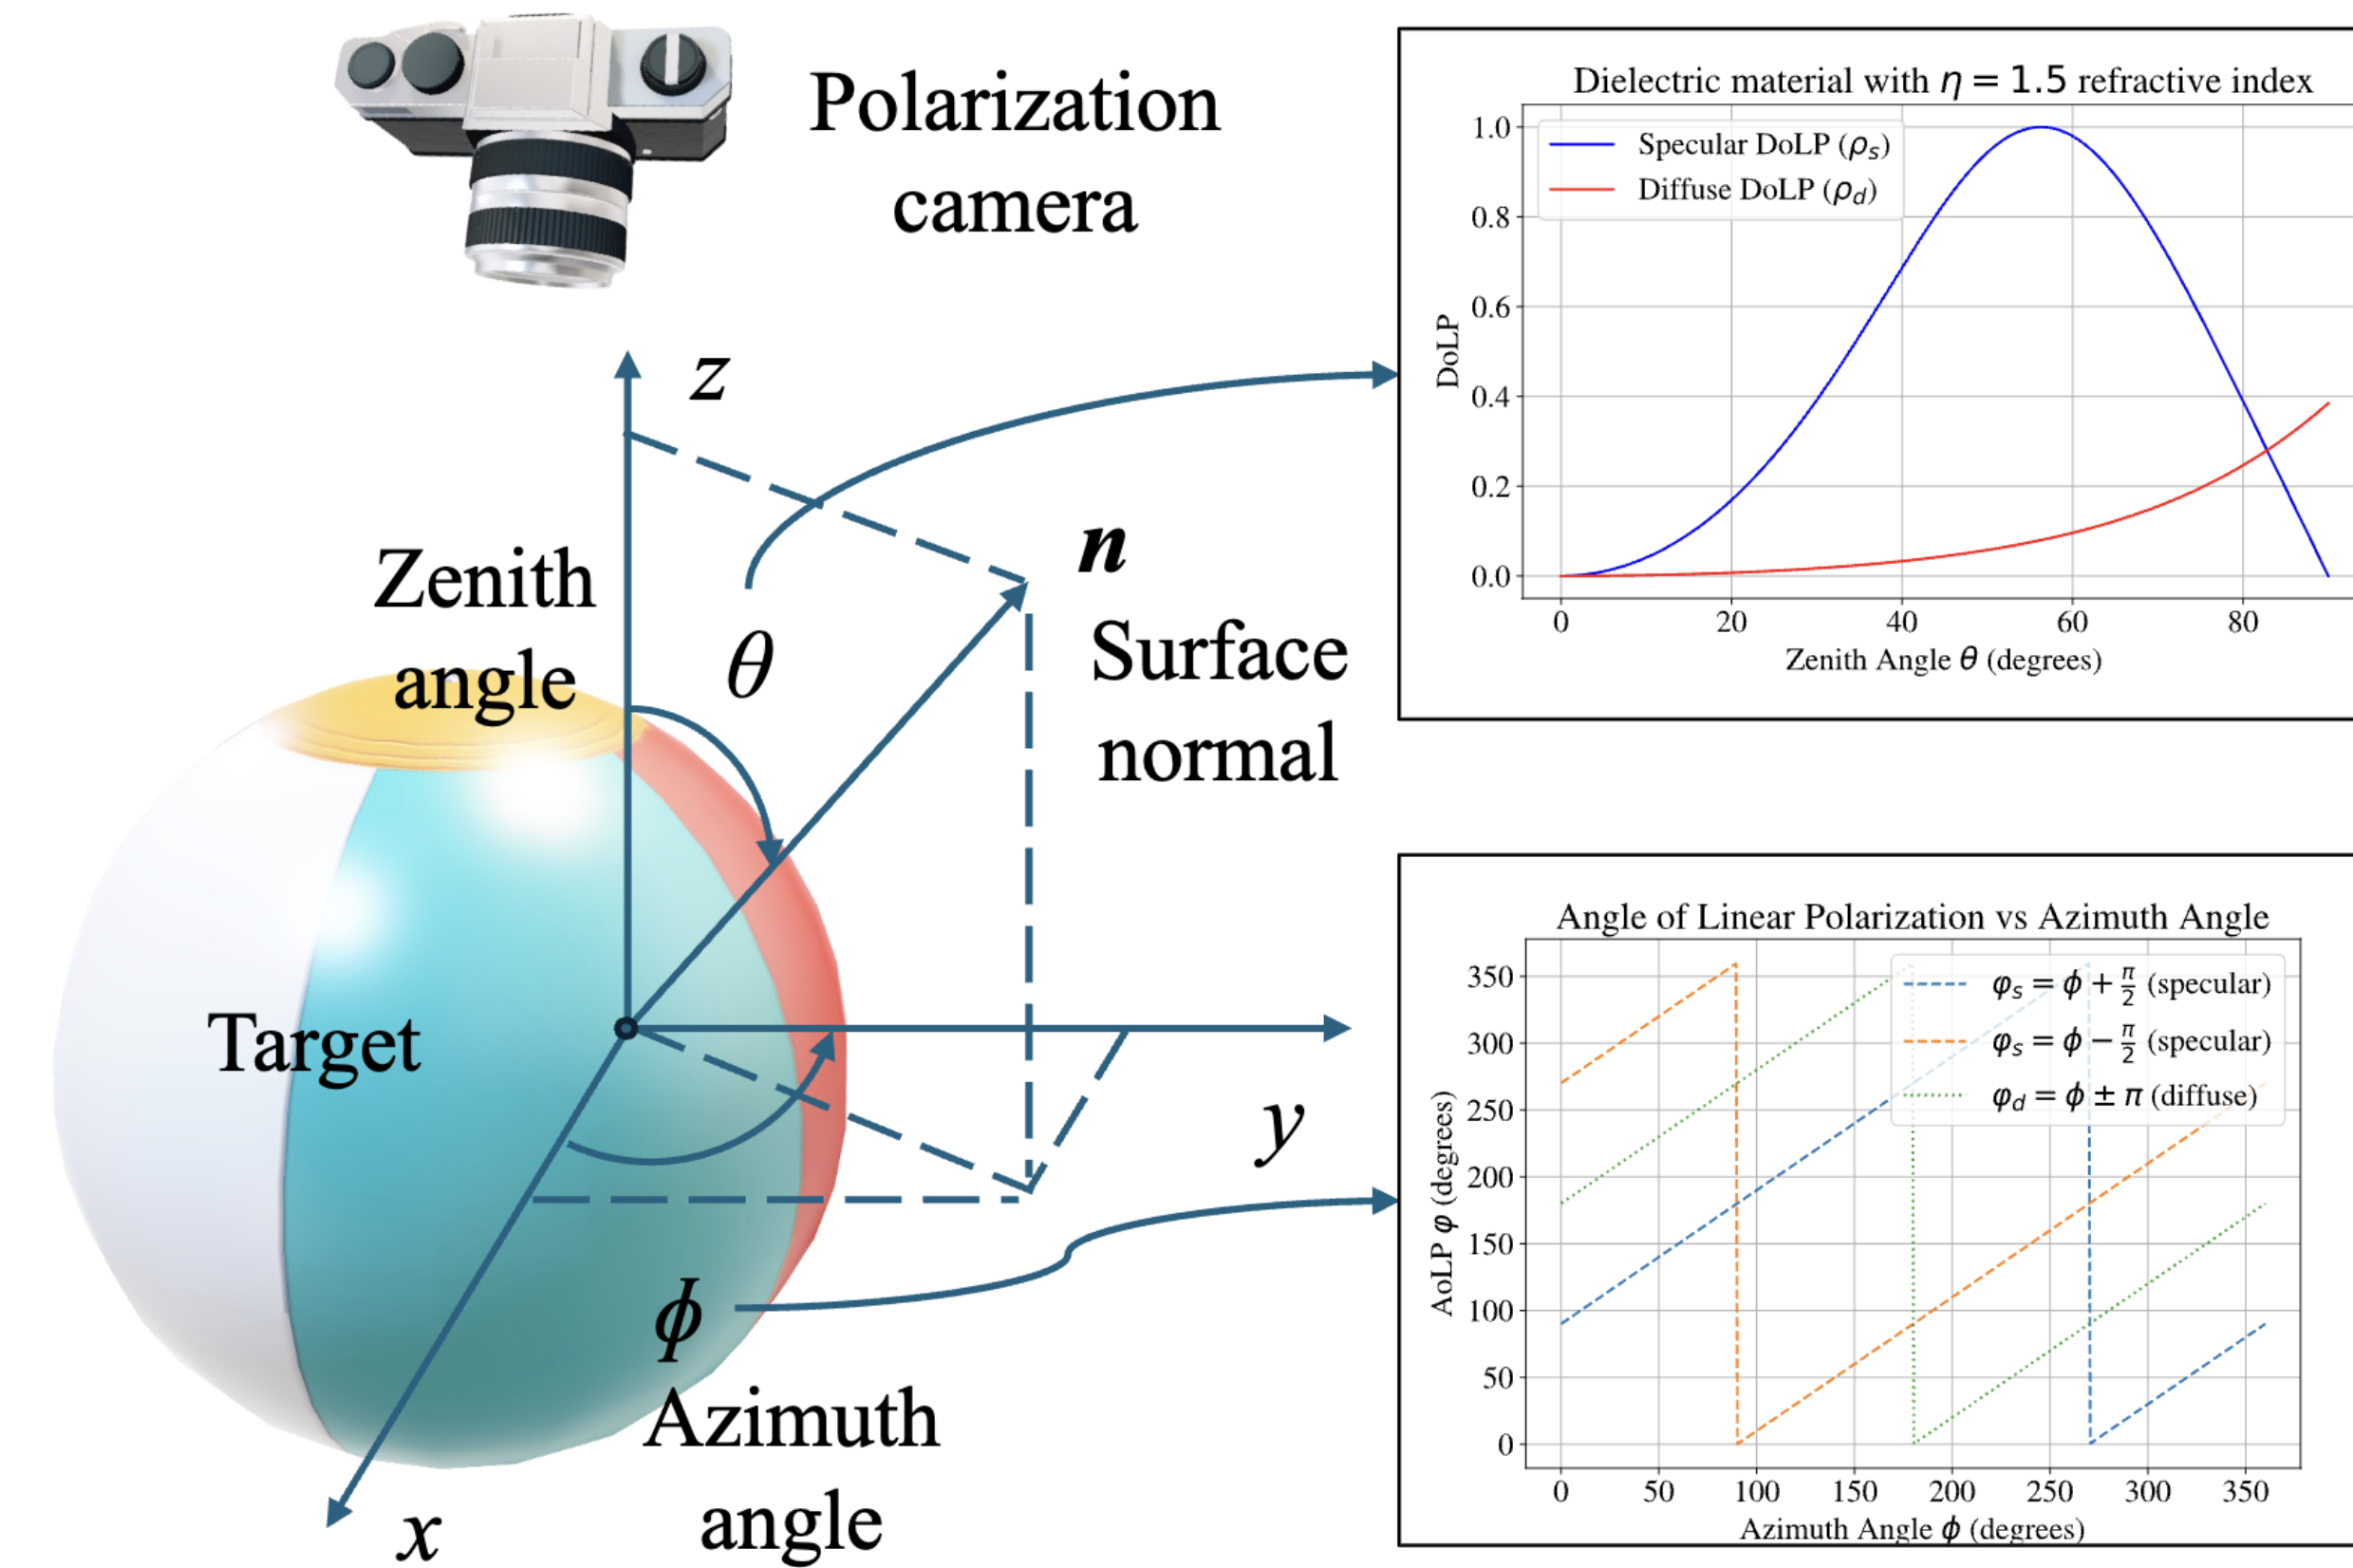 Polarization
camera
z
Zenith
angle
θ
n
Surface
normal
Target
y
ϕ
Azimuth
angle
x
Dielectric material with η = 1.5 refractive index
Specular DoLP (ρs)
Diffuse DoLP (ρd)
DoLP
1.0
0.8
0.6
0.4
0.2
0.0
0 20 40 60 80
Zenith Angle θ (degrees)
Angle of Linear Polarization vs Azimuth Angle
φs = ϕ + π/2 (specular)
φs = ϕ − π/2 (specular)
φd = ϕ ± π (diffuse)
AoLP φ (degrees)
350
300
250
200
150
100
50
0
0 50 100 150 200 250 300 350
Azimuth Angle ϕ (degrees)